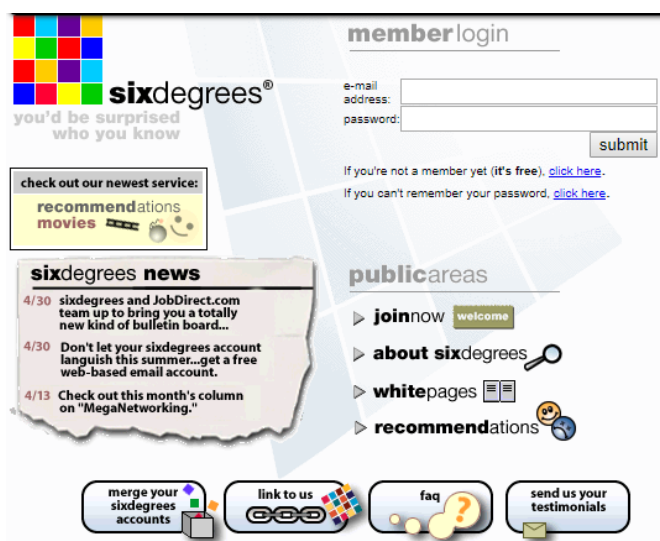 sixdegrees®
you'd be surprised
who you know
memberlogin
e-mail
address:
password:
submit
If you're not a member yet (it's free), click here.
If you can't remember your password, click here.
check out our newest service:
recommendations
movies
sixdegrees news
4/30 sixdegrees and JobDirect.com
team up to bring you a totally
new kind of bulletin board...
4/30 Don't let your sixdegrees account
languish this summer...get a free
web-based email account.
4/13 Check out this month's column
on "MegaNetworking."
publicareas
joinnow welcome
about sixdegrees
whitepages
recommendations
merge your
sixdegrees
accounts
link to us
faq
?
send us your
testimonials